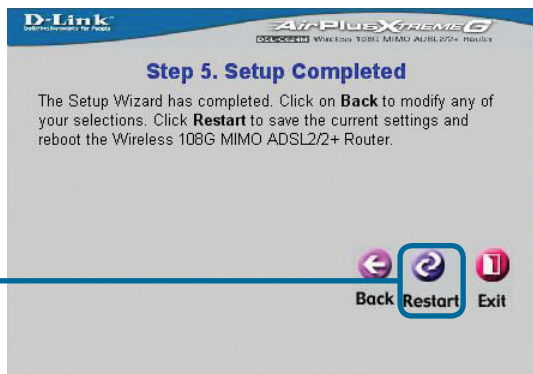 D-Link
Building Networks for People
AirPlus Xtreme G
DSL-G624M Wireless 108G MIMO ADSL2/2+ Router
Step 5. Setup Completed
The Setup Wizard has completed. Click on Back to modify any of
your selections. Click Restart to save the current settings and
reboot the Wireless 108G MIMO ADSL2/2+ Router.
Back Restart Exit